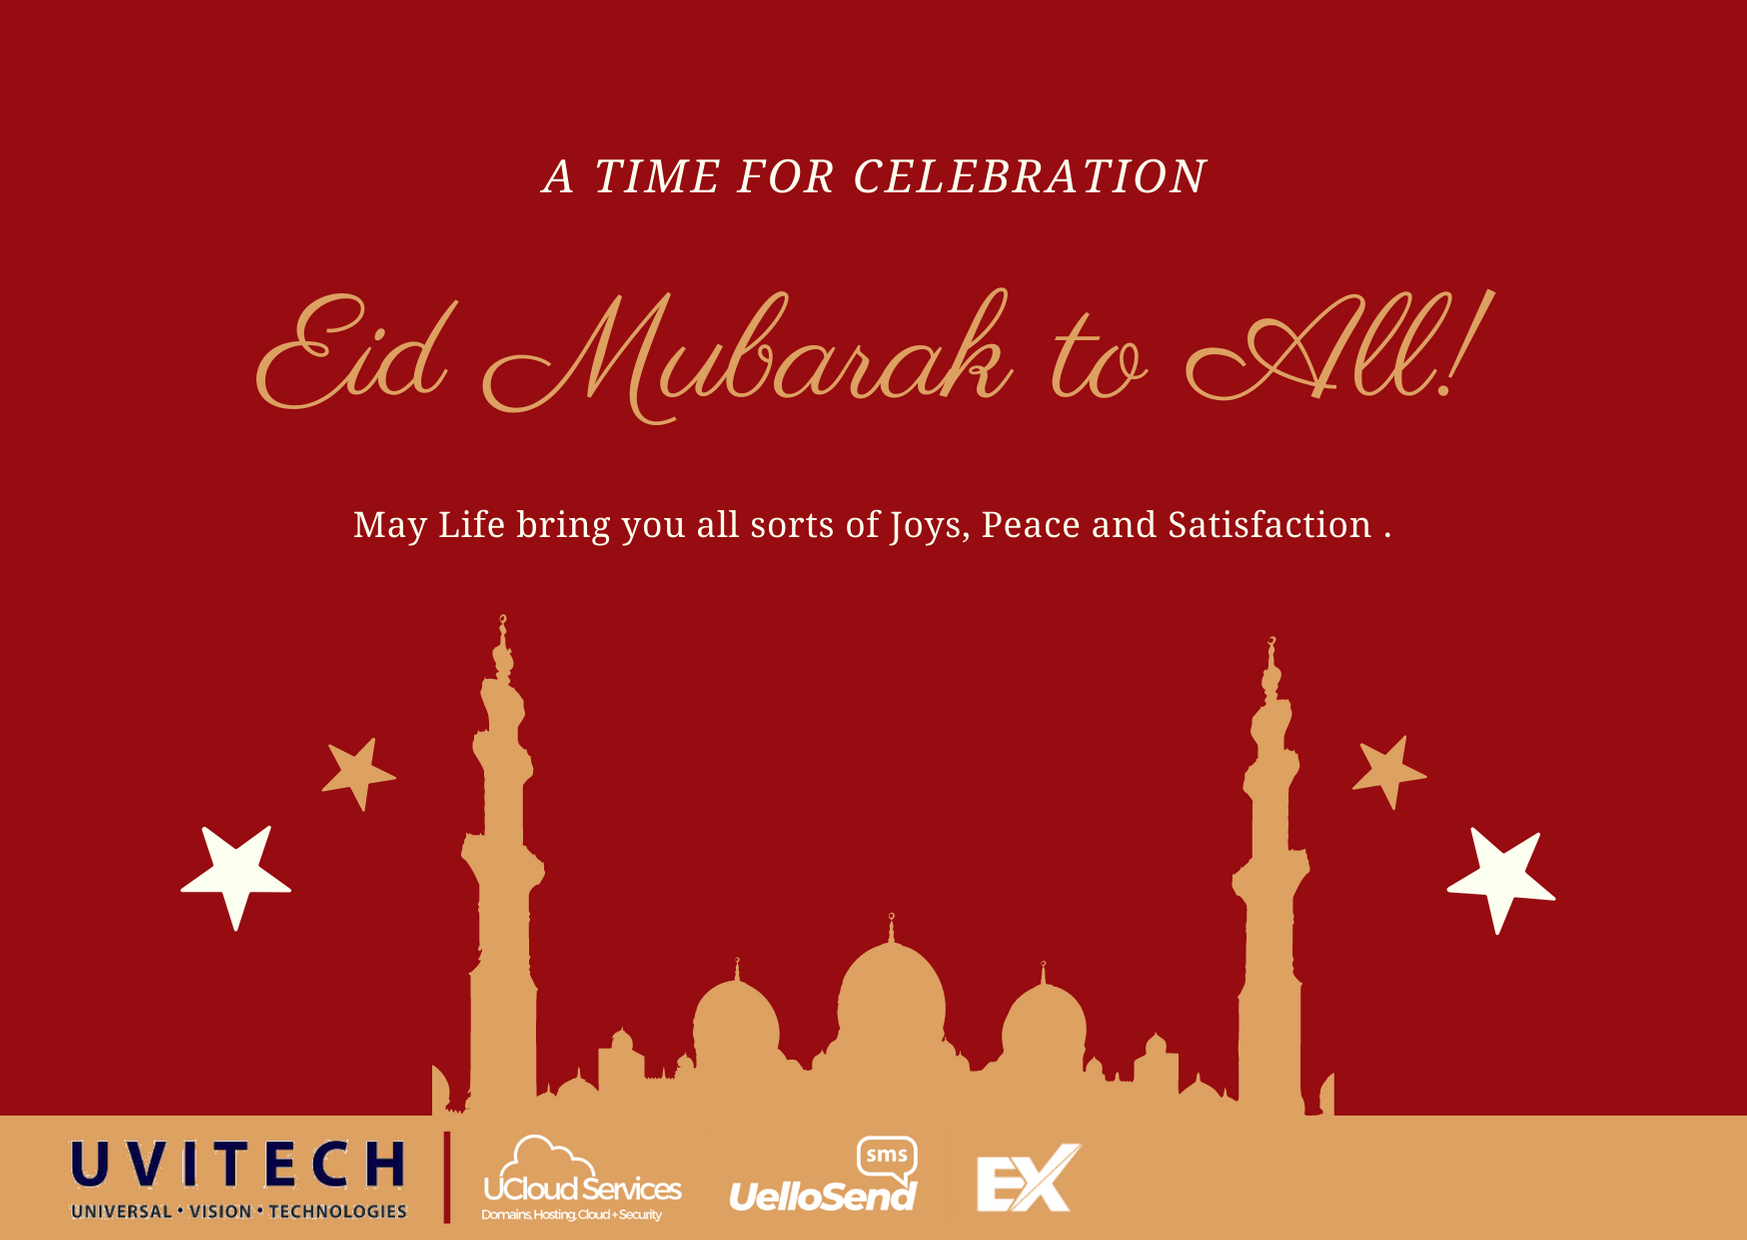 A TIME FOR CELEBRATION
Eid Mubarak to All!
May Life bring you all sorts of Joys, Peace and Satisfaction .
UVITECH
UNIVERSAL • VISION • TECHNOLOGIES
UCloud Services
Domains, Hosting, Cloud + Security
sms
UelloSend
EX